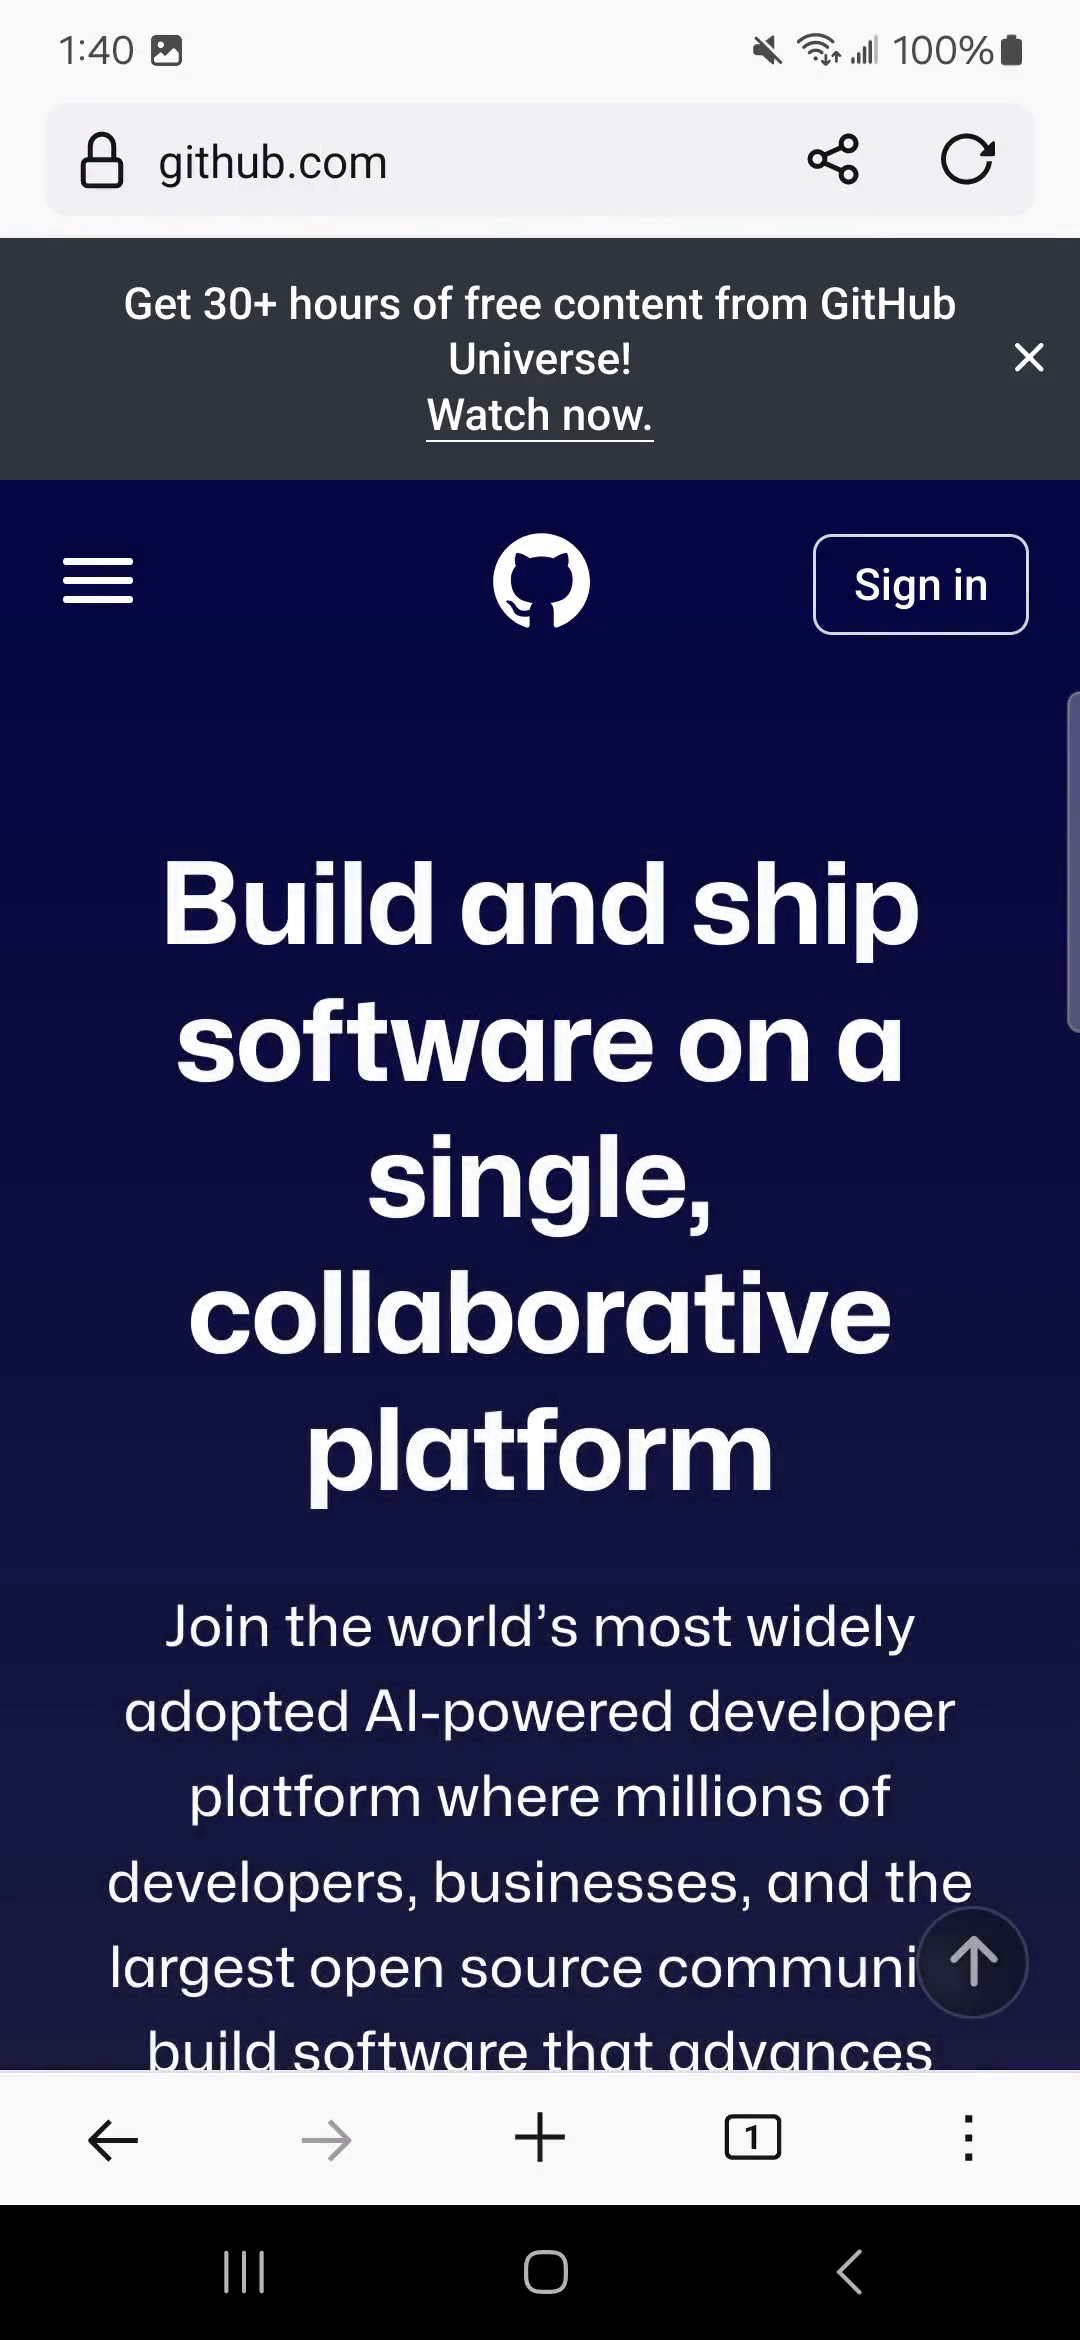 1:40
100%
github.com
Get 30+ hours of free content from GitHub
Universe!
Watch now.
Sign in
Build and ship
software on a
single,
collaborative
platform
Join the world’s most widely
adopted AI-powered developer
platform where millions of
developers, businesses, and the
largest open source communi
build software that advances
1